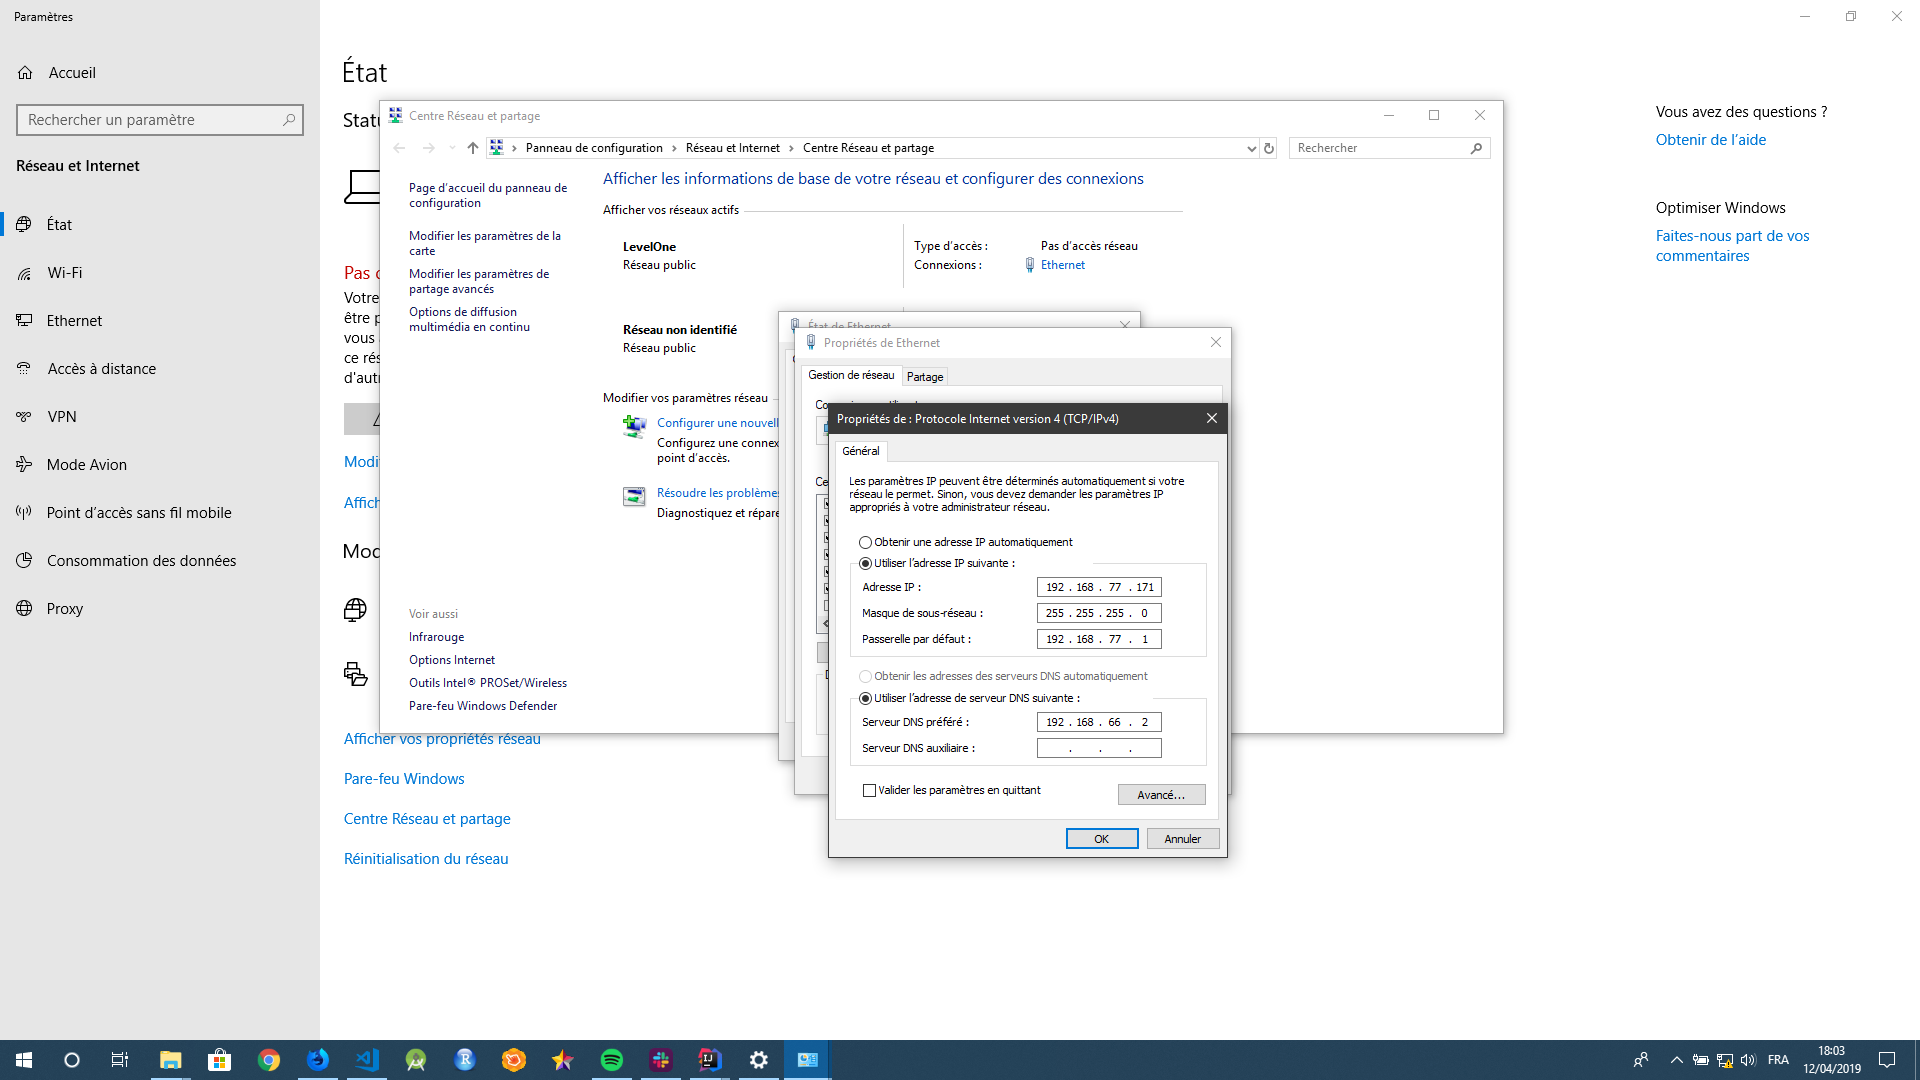 Paramètres
Accueil
Rechercher un paramètre
Réseau et Internet
État
Wi-Fi
Ethernet
Accès à distance
VPN
Mode Avion
Point d'accès sans fil mobile
Consommation des données
Proxy
État
Votre
vous
Afficher vos propriétés réseau
Pare-feu Windows
Centre Réseau et partage
Réinitialisation du réseau
Vous avez des questions ?
Obtenir de l'aide
Optimiser Windows
Faites-nous part de vos
commentaires
Centre Réseau et partage
Panneau de configuration
Réseau et Internet
Centre Réseau et partage
Rechercher
Page d'accueil du panneau de
configuration
Modifier les paramètres de la
carte
Modifier les paramètres de
partage avancés
Options de diffusion
multimédia en continu
Voir aussi
Infrarouge
Options Internet
Outils Intel® PROSet/Wireless
Pare-feu Windows Defender
Afficher les informations de base de votre réseau et configurer des connexions
Afficher vos réseaux actifs
LevelOne
Réseau public
Type d'accès :
Pas d'accès réseau
Connexions :
Ethernet
Réseau non identifié
Réseau public
Modifier vos paramètres réseau
Configurer une nouvell
Configurez une connex
point d'accès.
Résoudre les problème
Diagnostiquez et répare
État de Ethernet
Propriétés de Ethernet
Gestion de réseau
Partage
Propriétés de : Protocole Internet version 4 (TCP/IPv4)
Général
Les paramètres IP peuvent être déterminés automatiquement si votre
réseau le permet. Sinon, vous devez demander les paramètres IP
appropriés à votre administrateur réseau.
Obtenir une adresse IP automatiquement
Utiliser l'adresse IP suivante :
Adresse IP :
192 . 168 . 77 . 171
Masque de sous-réseau :
255 . 255 . 255 . 0
Passerelle par défaut :
192 . 168 . 77 . 1
Obtenir les adresses des serveurs DNS automatiquement
Utiliser l'adresse de serveur DNS suivante :
Serveur DNS préféré :
192 . 168 . 66 . 2
Serveur DNS auxiliaire :
. . .
Valider les paramètres en quittant
Avancé...
OK
Annuler
FRA
18:03
12/04/2019